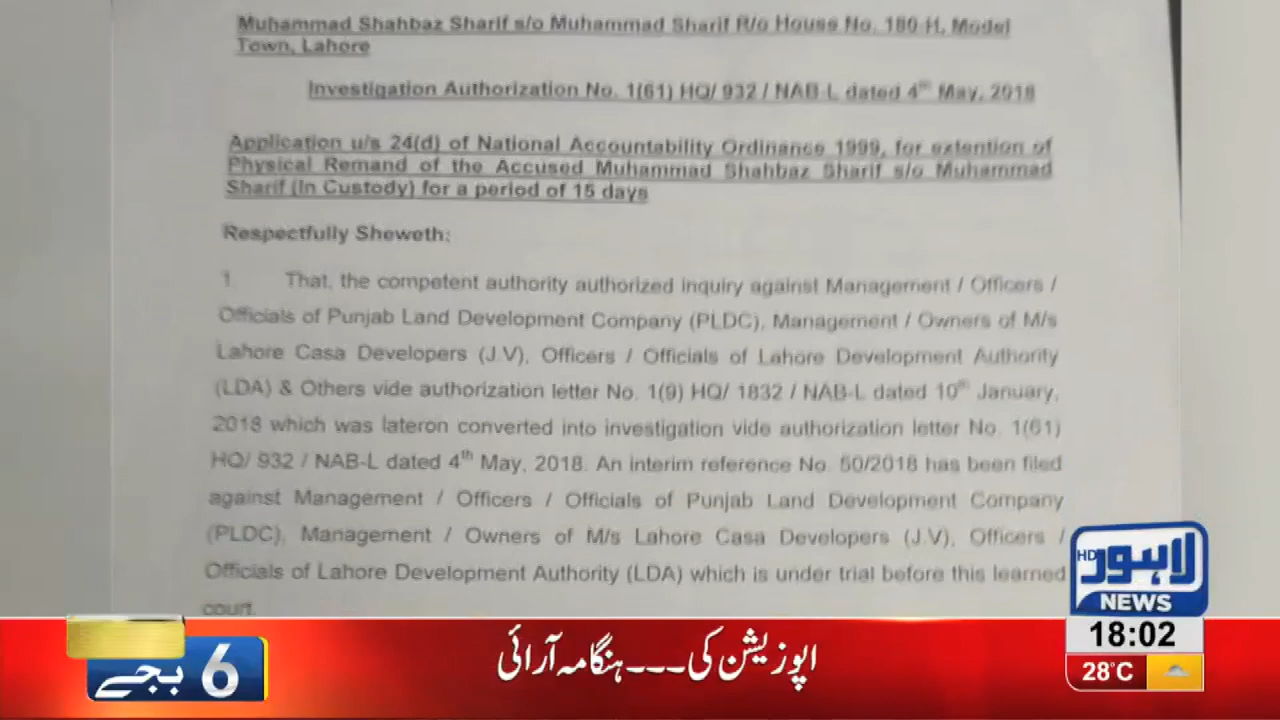 Muhammad Shahbaz Sharif s/o Muhammad Sharif R/o House No. 180 H, Model
Town, Lahore
Investigation Authorization No. 1(61) HQ/ 932 / NAB-L dated 4th May, 2018
Application u/s 24(d) of National Accountability Ordinance 1999, for extention of
Physical Remand of the Accused Muhammad Shahbaz Sharif s/o Muhammad
Sharif (In Custody) for a period of 15 days
Respectfully Sheweth:
1. That, the competent authority authorized inquiry against Management / Officers /
Officials of Punjab Land Development Company (PLDC), Management / Owners of M/s
Lahore Casa Developers (J.V), Officers / Officials of Lahore Development Authority
(LDA) & Others vide authorization letter No. 1(9) HQ/ 1832 / NAB-L dated 10th January,
2018 which was lateron converted into investigation vide authorization letter No. 1(61)
HQ/ 932 / NAB-L dated 4th May, 2018. An interim reference No. 50/2018 has been filed
against Management / Officers / Officials of Punjab Land Development Company
(PLDC), Management / Owners of M/s Lahore Casa Developers (J.V), Officers /
Officials of Lahore Development Authority (LDA) which is under trial before this learned
court.
HD لاہور
NEWS
18:02
28°C
اپوزیشن کی --- ہنگامہ آرائی
6 بجے